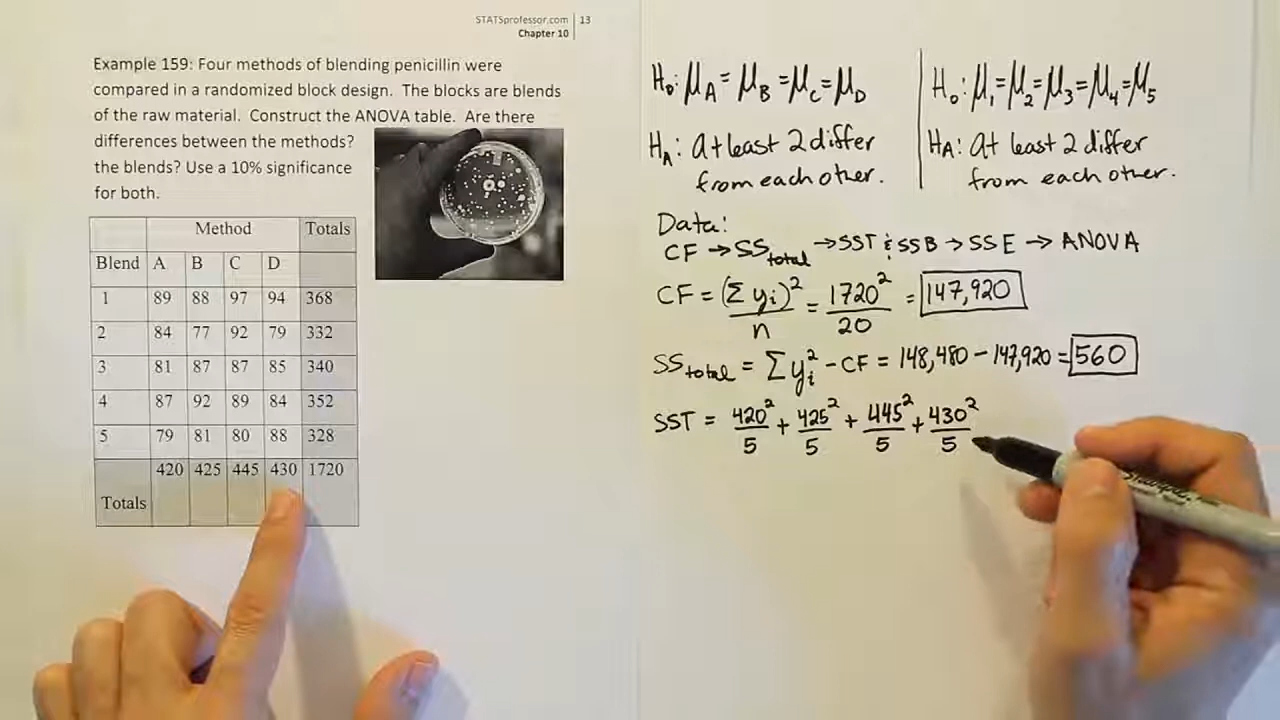 STATSprofessor.com 13
Chapter 10
Example 159: Four methods of blending penicillin were
compared in a randomized block design. The blocks are blends
of the raw material. Construct the ANOVA table. Are there
differences between the methods?
the blends? Use a 10% significance
for both.
Method Totals
Blend A B C D
1 89 88 97 94 368
2 84 77 92 79 332
3 81 87 87 85 340
4 87 92 89 84 352
5 79 81 80 88 328
420 425 445 430 1720
Totals
H₀: μA = μB = μC = μD
HA: At least 2 differ
from each other.
H₀: μ₁ = μ₂ = μ₃ = μ₄ = μ₅
HA: At least 2 differ
from each other.
Data:
CF → SStotal → SST & SSB → SSE → ANOVA
CF = (Σ yi)² / n = 1720² / 20 = 147,920
SStotal = Σ yi² - CF = 148,480 - 147,920 = 560
SST = 420²/5 + 425²/5 + 445²/5 + 430²/5